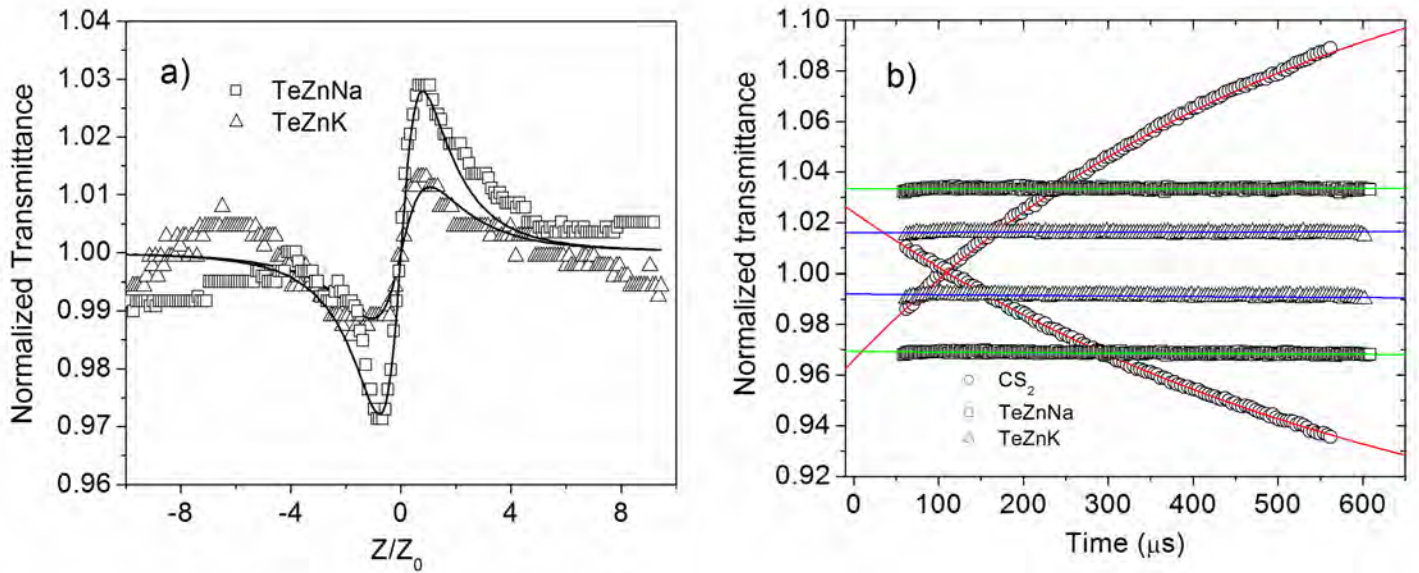 a)
TeZnNa
TeZnK
1.04
1.03
1.02
1.01
1.00
0.99
0.98
0.97
0.96
Normalized Transmittance
-8 -4 0 4 8
Z/Z₀
b)
1.10
1.08
1.06
1.04
1.02
1.00
0.98
0.96
0.94
0.92
Normalized transmittance
CS₂
TeZnNa
TeZnK
0 100 200 300 400 500 600
Time (μs)